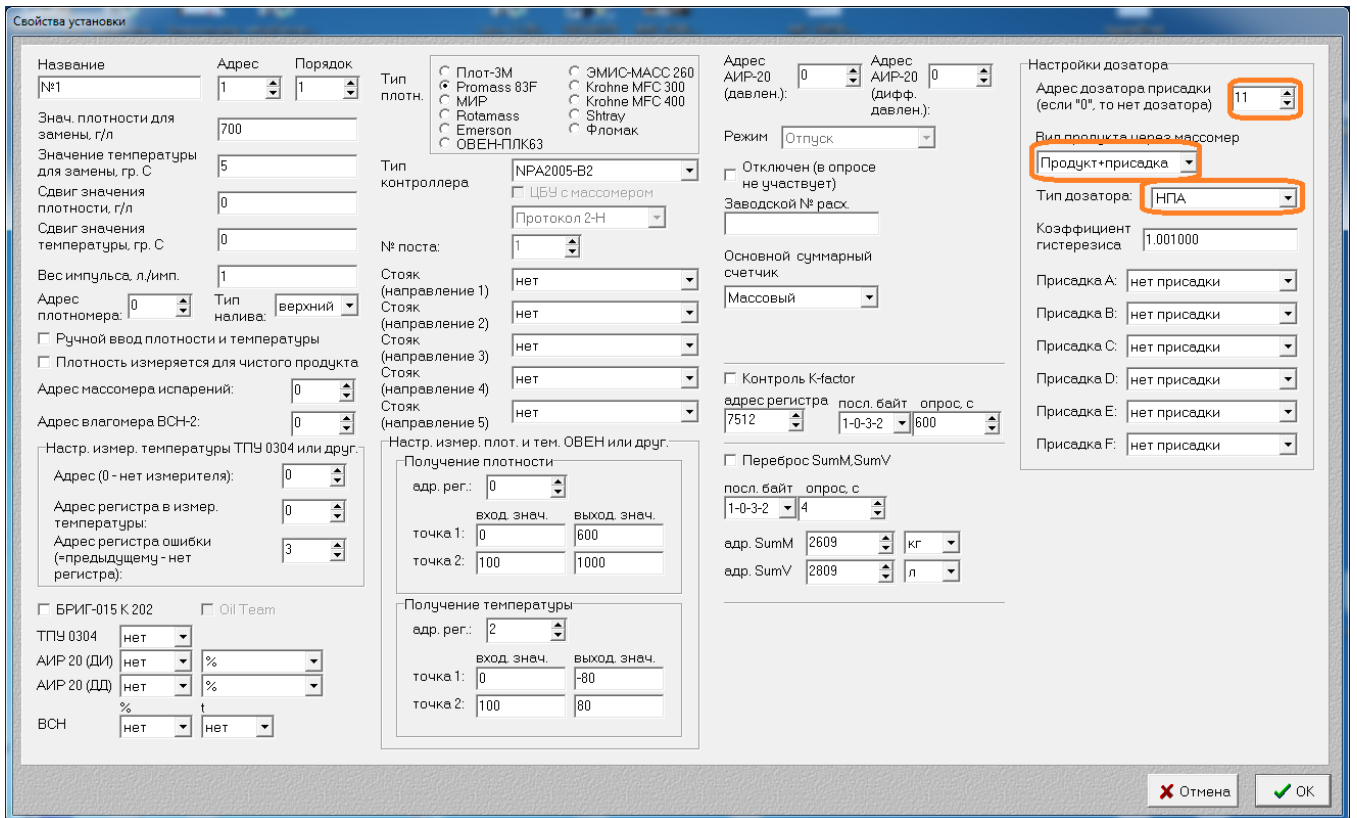 Свойства установки
Название
Адрес
Порядок
№1
1
1
Знач. плотности для
замены, г/л
700
Значение температуры
для замены, гр. С
5
Сдвиг значения
плотности, г/л
0
Сдвиг значения
температуры, гр. С
0
Вес импульса, л./имп.
1
Адрес
плотномера:
0
Тип
налива:
верхний
Ручной ввод плотности и температуры
Плотность измеряется для чистого продукта
Адрес массомера испарений:
0
Адрес влагомера ВСН-2:
0
Настр. измер. температуры ТПУ 0304 или друг.
Адрес (0 - нет измерителя):
0
Адрес регистра в измер.
температуры:
0
Адрес регистра ошибки
(=предыдущему - нет
регистра):
3
БРИГ-015 К 202
Oil Team
ТПУ 0304
нет
АИР 20 (ДИ)
нет
%
АИР 20 (ДД)
нет
%
%
t
ВСН
нет
нет
Тип
плотн.
Плот-3М
Promass 83F
МИР
Rotamass
Emerson
ОВЕН-ПЛК63
ЭМИС-МАСС 260
Krohne MFC 300
Krohne MFC 400
Shtray
Фломак
Тип
контроллера
NPA2005-B2
ЦБУ с массомером
Протокол 2-Н
№ поста:
1
Стояк
(направление 1)
нет
Стояк
(направление 2)
нет
Стояк
(направление 3)
нет
Стояк
(направление 4)
нет
Стояк
(направление 5)
нет
Настр. измер. плот. и тем. ОВЕН или друг.
Получение плотности
адр. рег.:
0
вход. знач.
выход. знач.
точка 1:
0
600
точка 2:
100
1000
Получение температуры
адр. рег.:
2
вход. знач.
выход. знач.
точка 1:
0
-80
точка 2:
100
80
Адрес
АИР-20
(давлен.):
0
Адрес
АИР-20
(дифф.
давлен.):
0
Режим
Отпуск
Отключен (в опросе
не участвует)
Заводской № расх.
Основной суммарный
счетчик
Массовый
Контроль K-factor
адрес регистра
посл. байт
опрос, с
7512
1-0-3-2
600
Переброс SumM,SumV
посл. байт
опрос, с
1-0-3-2
4
адр. SumM
2609
кг
адр. SumV
2809
л
Настройки дозатора
Адрес дозатора присадки
(если "0", то нет дозатора)
11
Вид продукта через массомер
Продукт+присадка
Тип дозатора:
НПА
Коэффициент
гистерезиса
1.001000
Присадка A:
нет присадки
Присадка B:
нет присадки
Присадка C:
нет присадки
Присадка D:
нет присадки
Присадка E:
нет присадки
Присадка F:
нет присадки
Отмена
OK